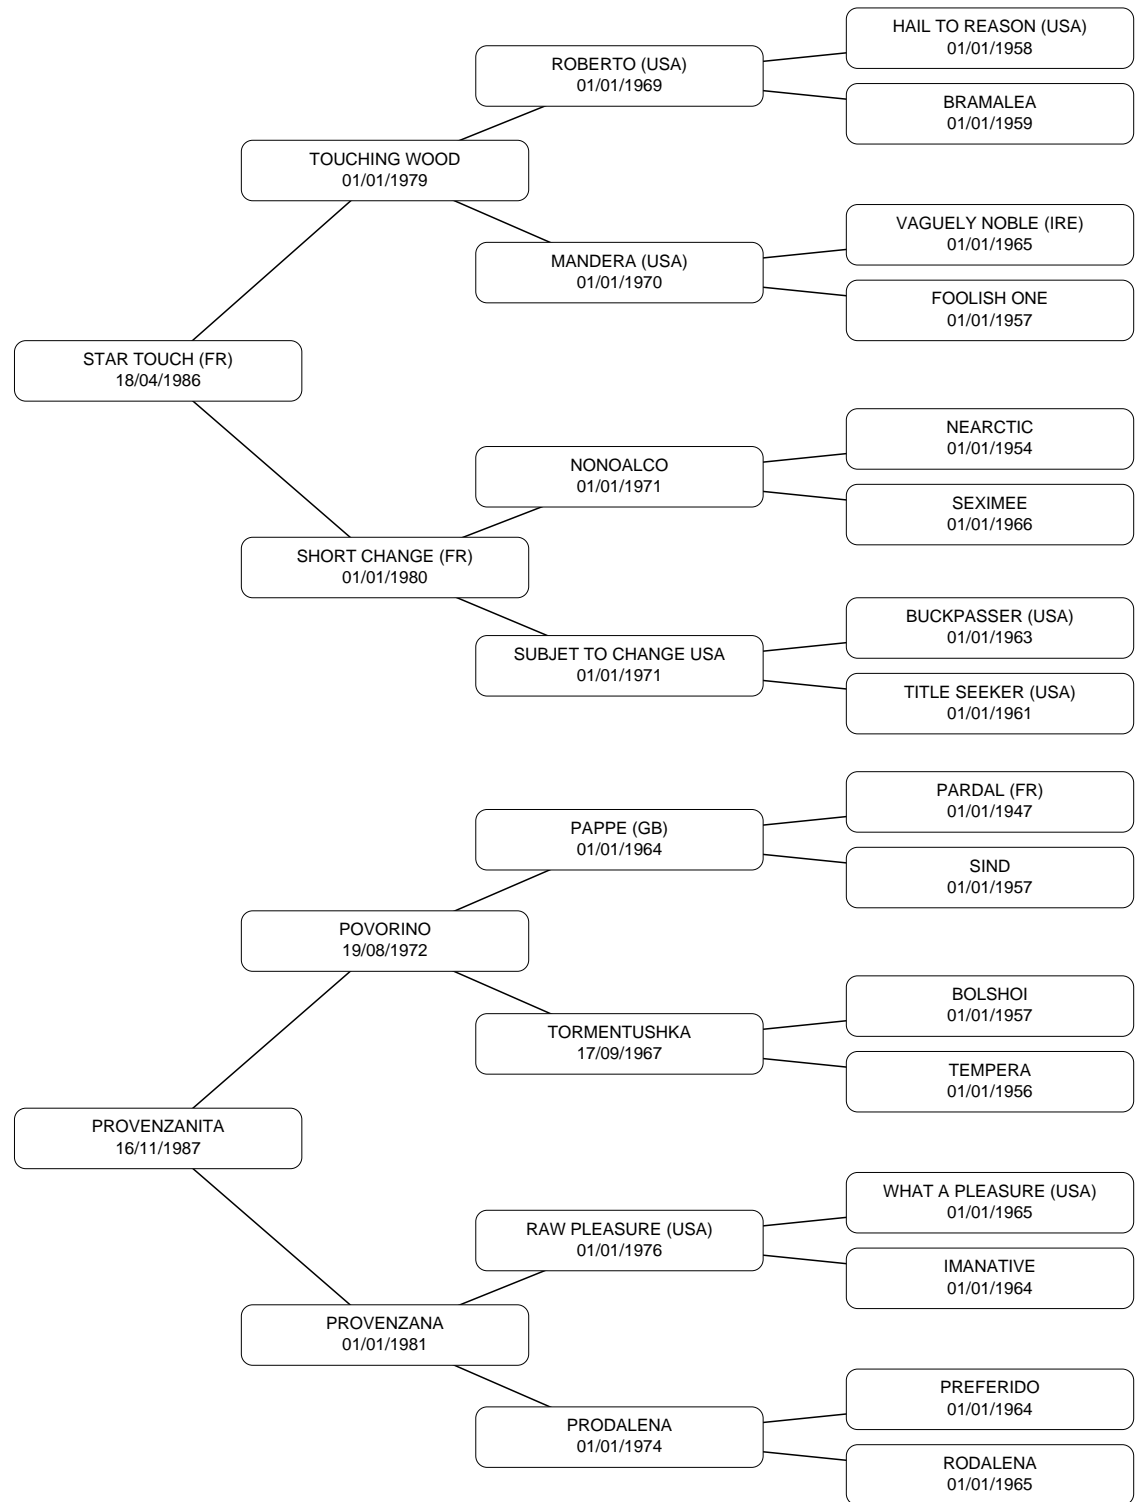 HAIL TO REASON (USA)
01/01/1958
ROBERTO (USA)
01/01/1969
BRAMALEA
01/01/1959
TOUCHING WOOD
01/01/1979
VAGUELY NOBLE (IRE)
01/01/1965
MANDERA (USA)
01/01/1970
FOOLISH ONE
01/01/1957
STAR TOUCH (FR)
18/04/1986
NEARCTIC
01/01/1954
NONOALCO
01/01/1971
SEXIMEE
01/01/1966
SHORT CHANGE (FR)
01/01/1980
BUCKPASSER (USA)
01/01/1963
SUBJET TO CHANGE USA
01/01/1971
TITLE SEEKER (USA)
01/01/1961
PARDAL (FR)
01/01/1947
PAPPE (GB)
01/01/1964
SIND
01/01/1957
POVORINO
19/08/1972
BOLSHOI
01/01/1957
TORMENTUSHKA
17/09/1967
TEMPERA
01/01/1956
PROVENZANITA
16/11/1987
WHAT A PLEASURE (USA)
01/01/1965
RAW PLEASURE (USA)
01/01/1976
IMANATIVE
01/01/1964
PROVENZANA
01/01/1981
PREFERIDO
01/01/1964
PRODALENA
01/01/1974
RODALENA
01/01/1965